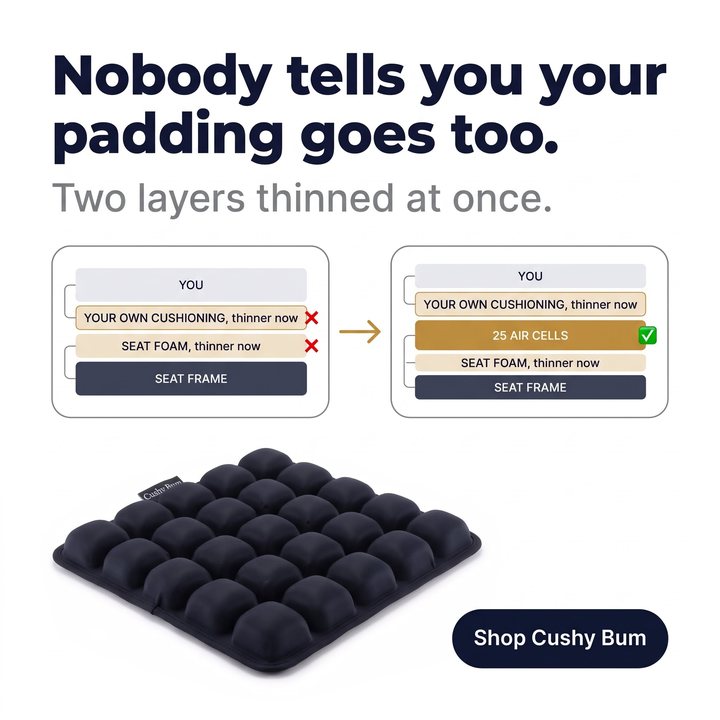 Nobody tells you your
padding goes too.
Two layers thinned at once.
YOU
YOUR OWN CUSHIONING, thinner now
SEAT FOAM, thinner now
SEAT FRAME
YOU
YOUR OWN CUSHIONING, thinner now
25 AIR CELLS
SEAT FOAM, thinner now
SEAT FRAME
Cushy Bum
Shop Cushy Bum